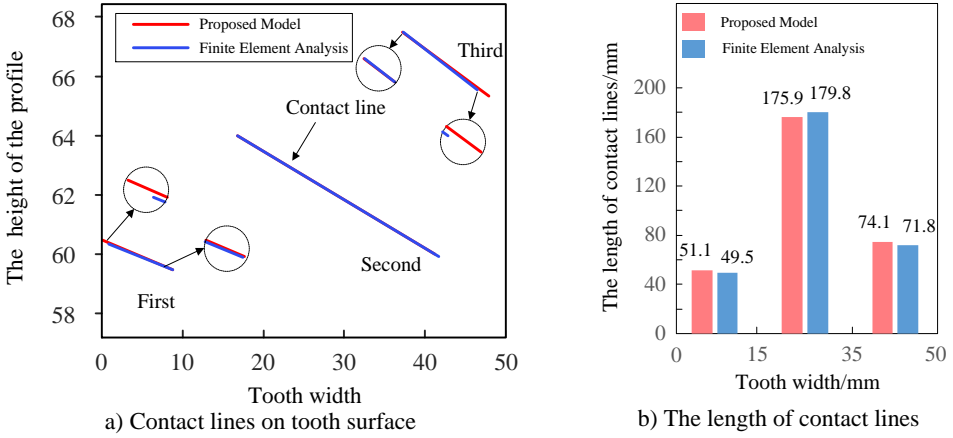 Proposed Model
Finite Element Analysis
Third
Contact line
Second
First
The height of the profile
68
66
64
62
60
58
0 10 20 30 40 50
Tooth width
a) Contact lines on tooth surface
Proposed Model
Finite Element Analysis
175.9 179.8
51.1 49.5
74.1 71.8
The length of contact lines/mm
200
160
80
40
0
0 15 35 50
Tooth width/mm
b) The length of contact lines